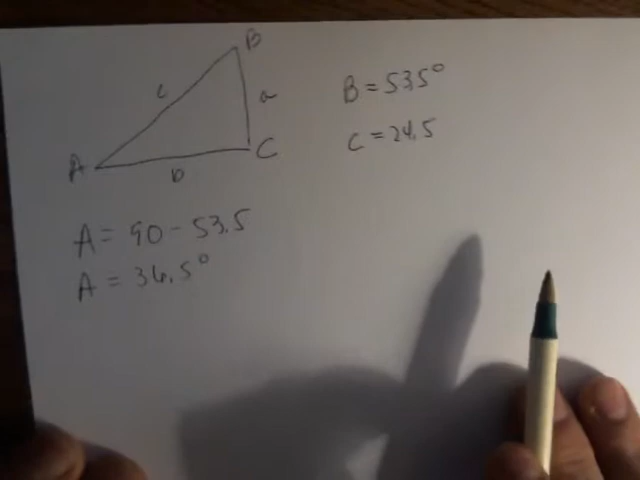 B
c
a
A
C
b
B = 53.5°
c = 24.5
A = 90 - 53.5
A = 36.5°